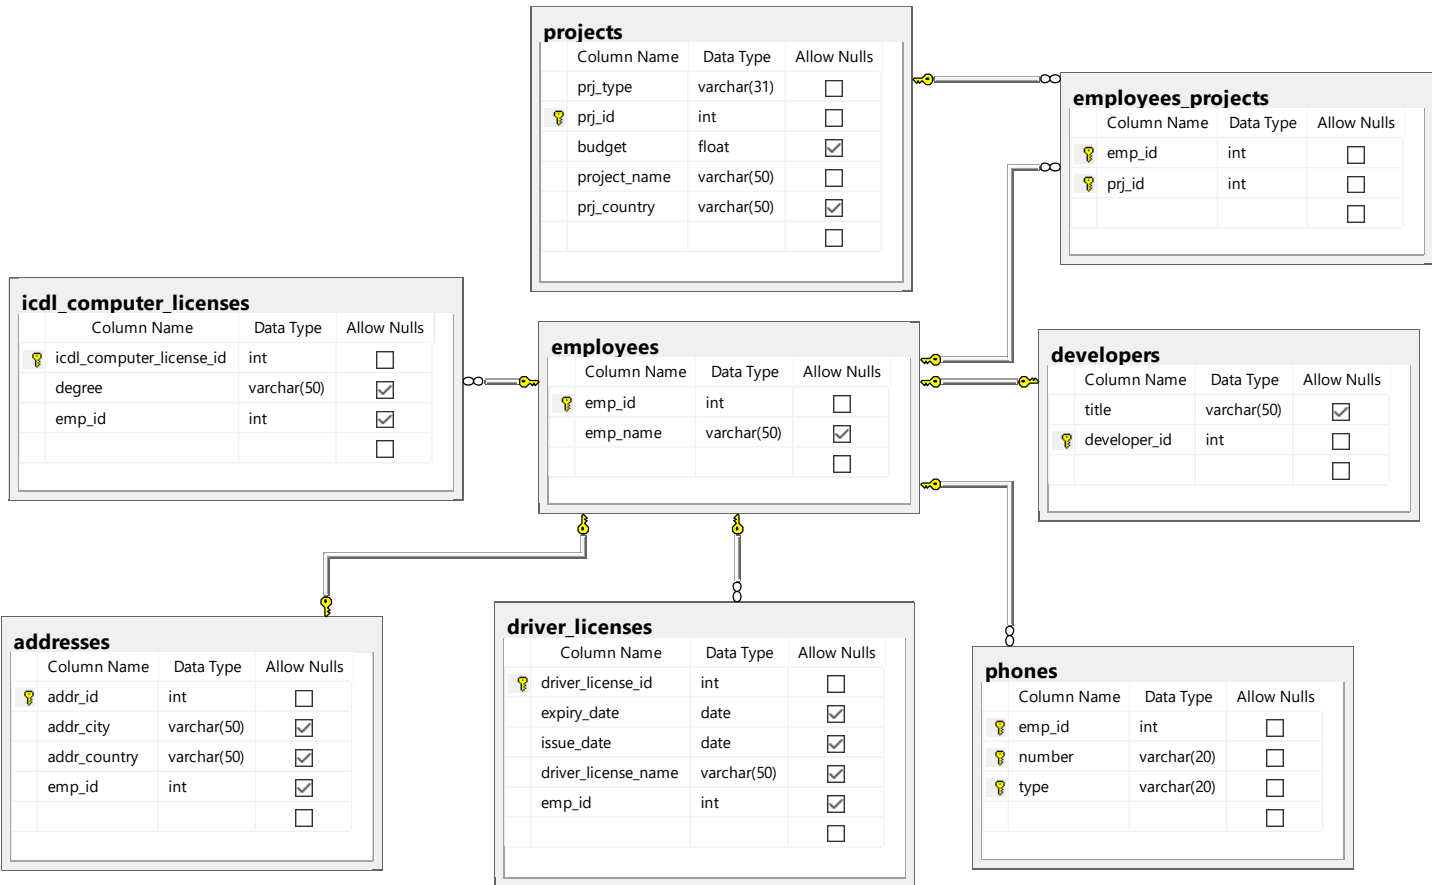 projects
Column Name Data Type Allow Nulls
prj_type varchar(31)
prj_id int
budget float
project_name varchar(50)
prj_country varchar(50)
employees_projects
Column Name Data Type Allow Nulls
emp_id int
prj_id int
icdl_computer_licenses
Column Name Data Type Allow Nulls
icdl_computer_license_id int
degree varchar(50)
emp_id int
employees
Column Name Data Type Allow Nulls
emp_id int
emp_name varchar(50)
developers
Column Name Data Type Allow Nulls
title varchar(50)
developer_id int
addresses
Column Name Data Type Allow Nulls
addr_id int
addr_city varchar(50)
addr_country varchar(50)
emp_id int
driver_licenses
Column Name Data Type Allow Nulls
driver_license_id int
expiry_date date
issue_date date
driver_license_name varchar(50)
emp_id int
phones
Column Name Data Type Allow Nulls
emp_id int
number varchar(20)
type varchar(20)